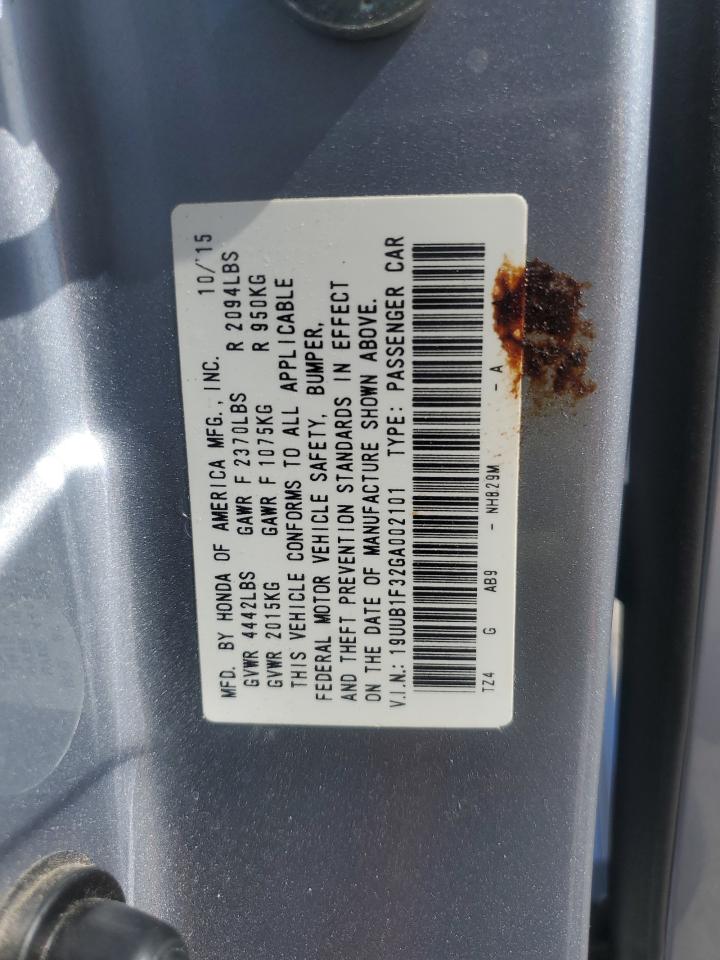 MFD. BY HONDA OF AMERICA MFG., INC. 10/'15
GVWR 4442LBS GAWR F 2370LBS R 2094LBS
GVWR 2015KG GAWR F 1075KG R 950KG
THIS VEHICLE CONFORMS TO ALL APPLICABLE
FEDERAL MOTOR VEHICLE SAFETY, BUMPER,
AND THEFT PREVENTION STANDARDS IN EFFECT
ON THE DATE OF MANUFACTURE SHOWN ABOVE.
V.I.N.: 19UUB1F32GA002101 TYPE: PASSENGER CAR
TZ4 G AB9 - NH829M - A